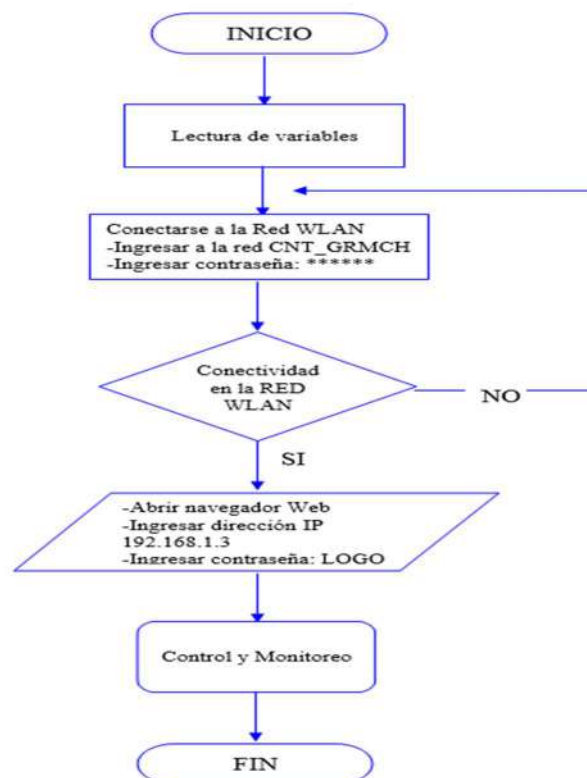 INICIO
Lectura de variables
Conectarse a la Red WLAN
-Ingresar a la red CNT_GRMCH
-Ingresar contraseña: ******
Conectividad
en la RED
WLAN
NO
SI
-Abrir navegador Web
-Ingresar dirección IP
192.168.1.3
-Ingresar contraseña: LOGO
Control y Monitoreo
FIN